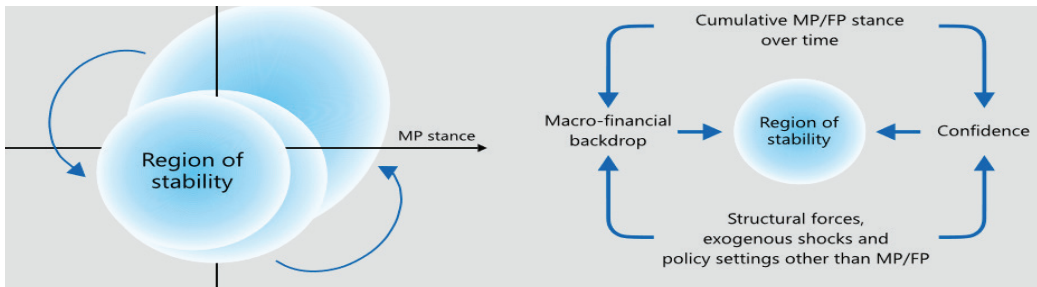 MP stance
Region of
stability
Cumulative MP/FP stance
over time
Macro-financial
backdrop
Region of
stability
Confidence
Structural forces,
exogenous shocks and
policy settings other than MP/FP